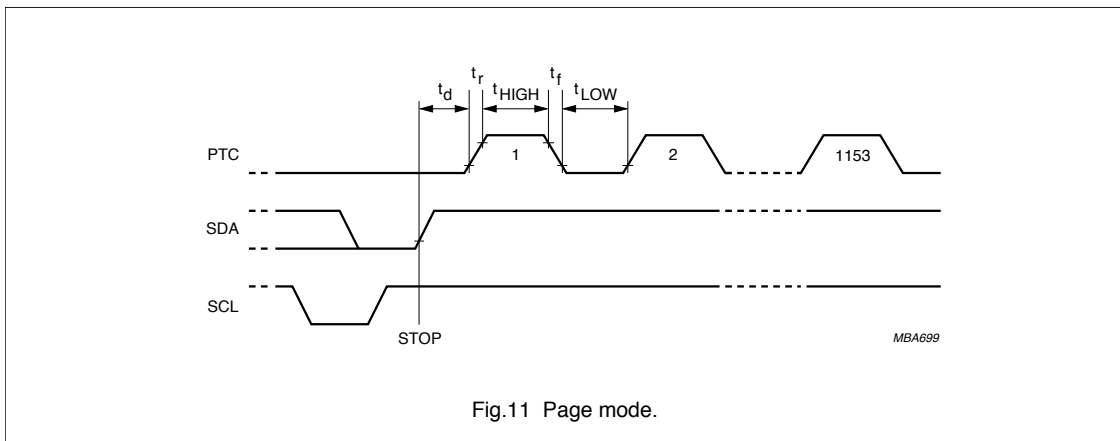 t_d t_r t_HIGH t_f t_LOW
PTC 1 2 1153
SDA
SCL
STOP
MBA699
Fig.11 Page mode.